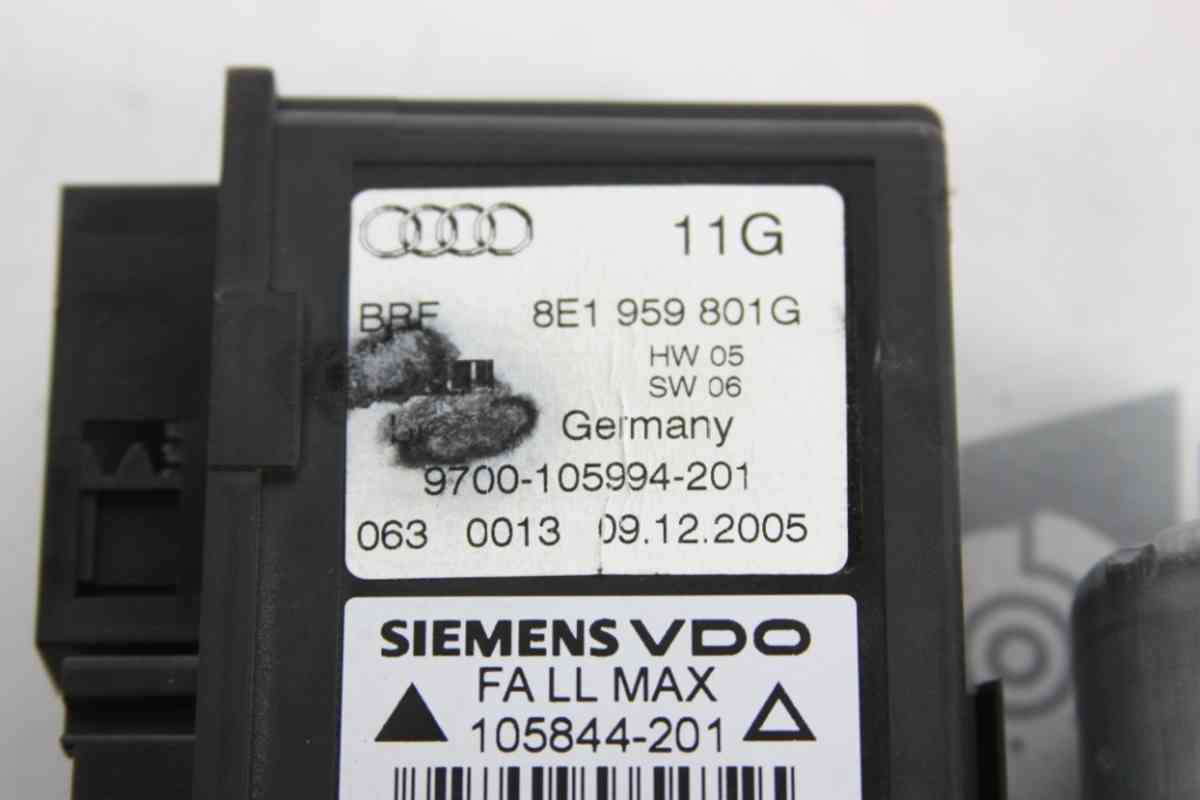 11G
BRF 8E1 959 801G
HW 05
SW 06
Germany
9700-105994-201
063 0013 09.12.2005
SIEMENS VDO
FA LL MAX
105844-201